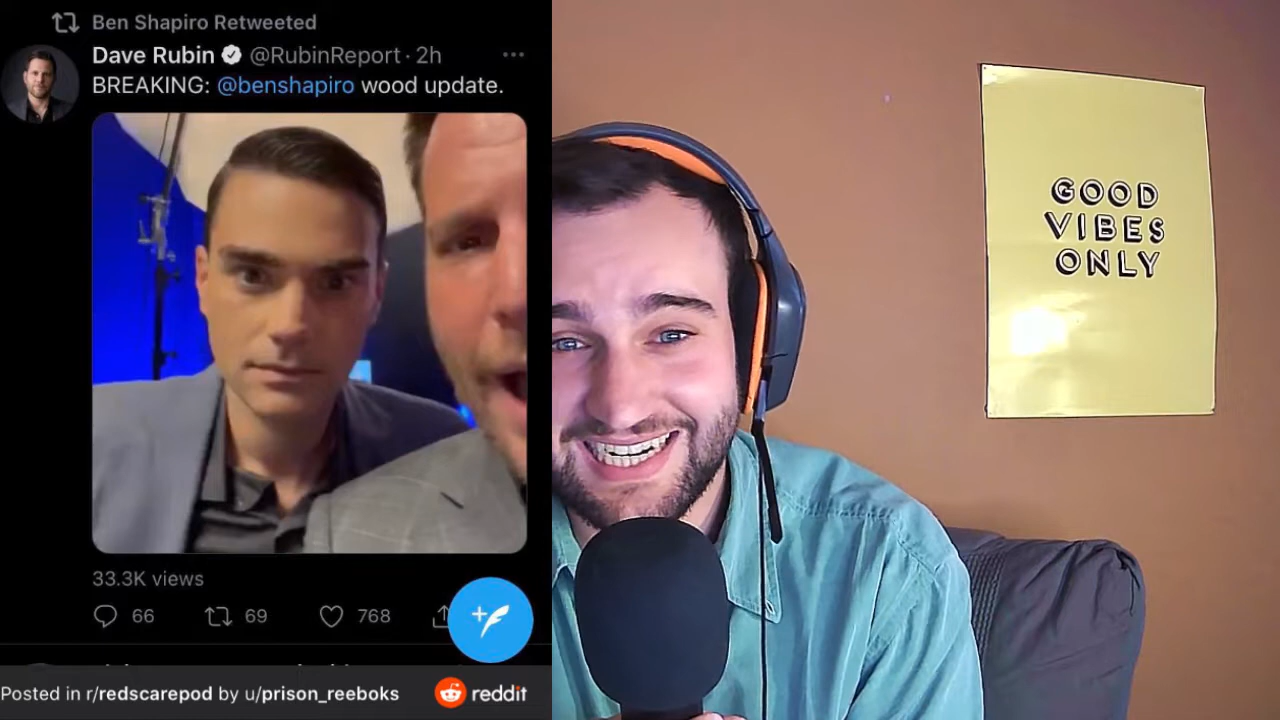 Ben Shapiro Retweeted
Dave Rubin @RubinReport · 2h
BREAKING: @benshapiro wood update.
33.3K views
66 69 768
Posted in r/redscarepod by u/prison_reeboks reddit
GOOD
VIBES
ONLY